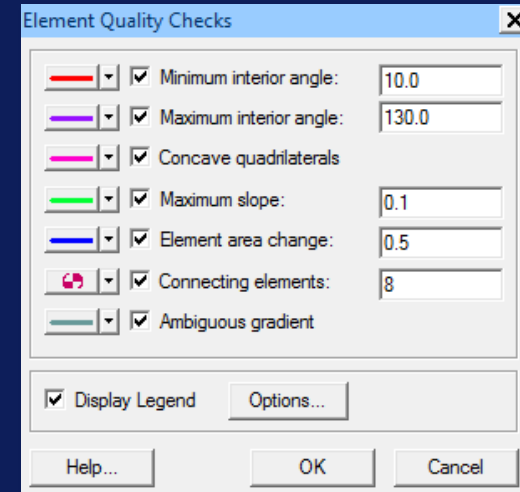 Element Quality Checks
Minimum interior angle: 10.0
Maximum interior angle: 130.0
Concave quadrilaterals
Maximum slope: 0.1
Element area change: 0.5
Connecting elements: 8
Ambiguous gradient
Display Legend Options...
Help... OK Cancel